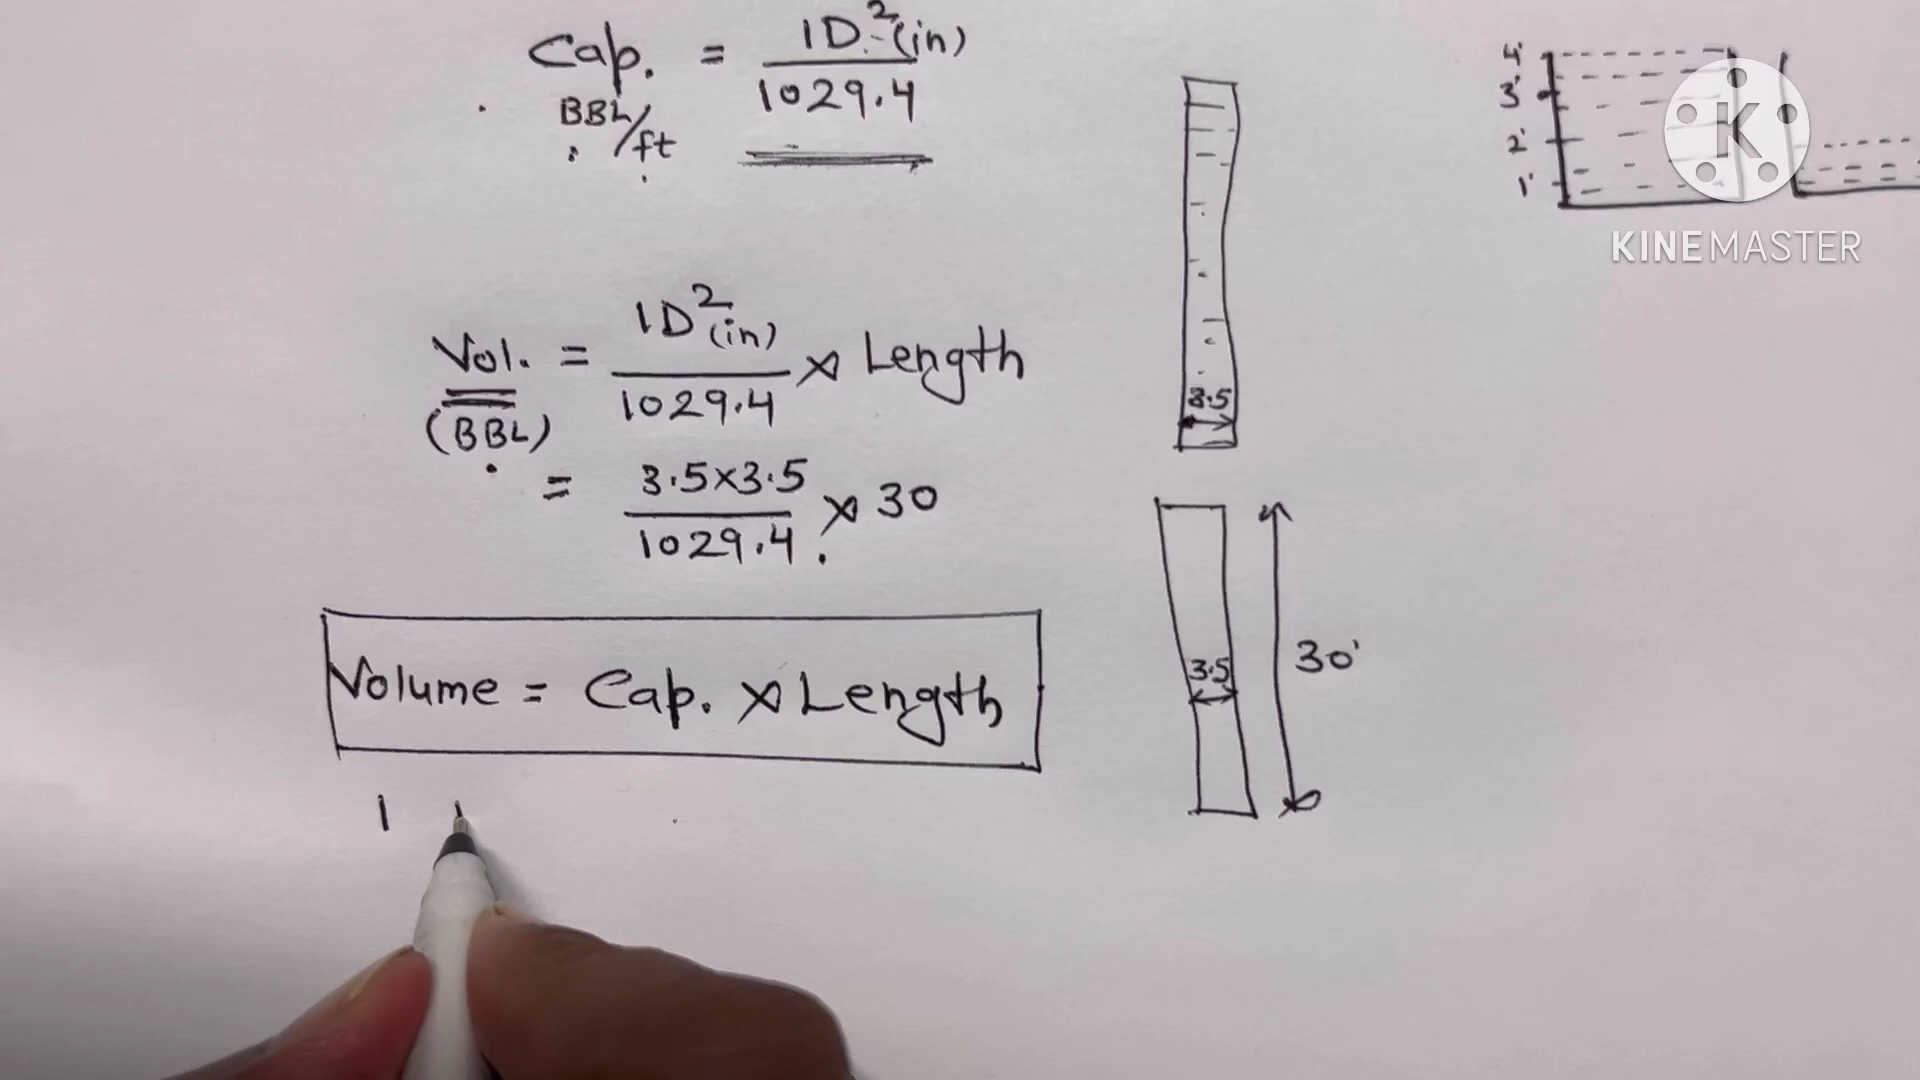 Cap. = ID²(in) / 1029.4
BBL/ft
Vol. = ID²(in) / 1029.4 × Length
(BBL)
= 3.5×3.5 / 1029.4 × 30
Volume = Cap. × Length
1
3.5
3.5
30'
4'
3'
2'
1'
K
KINEMASTER